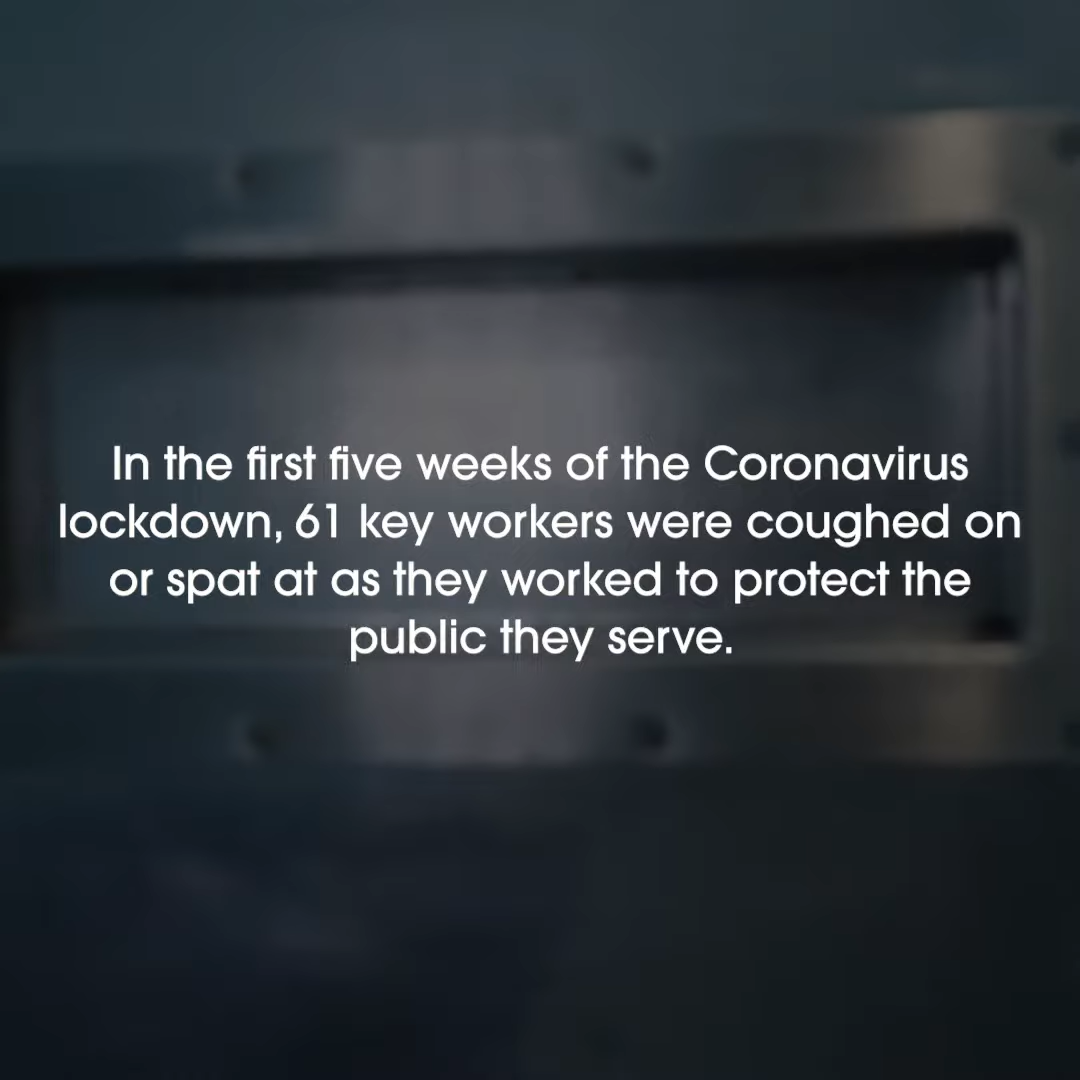 In the first five weeks of the Coronavirus
lockdown, 61 key workers were coughed on
or spat at as they worked to protect the
public they serve.